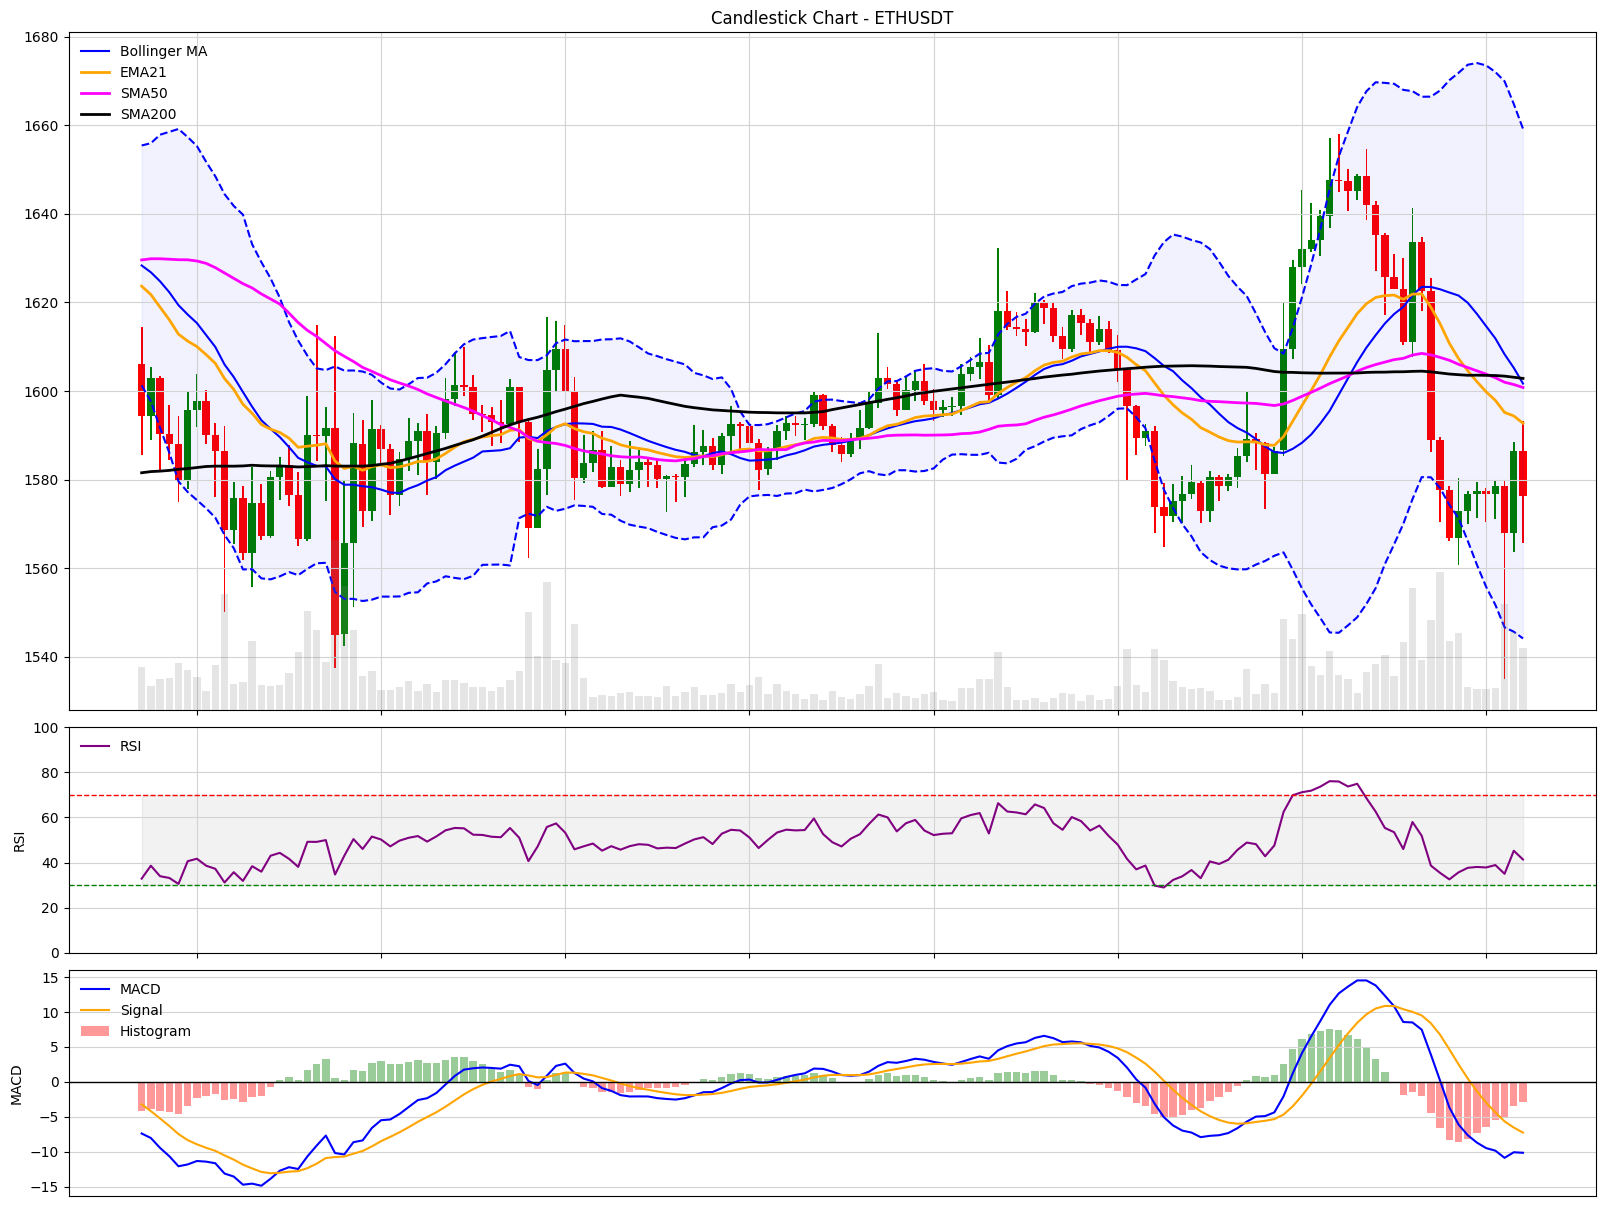 Candlestick Chart - ETHUSDT
1680
1660
1640
1620
1600
1580
1560
1540
Bollinger MA
EMA21
SMA50
SMA200
100
80
60
40
20
0
RSI
RSI
15
10
5
0
−5
−10
−15
MACD
MACD
Signal
Histogram